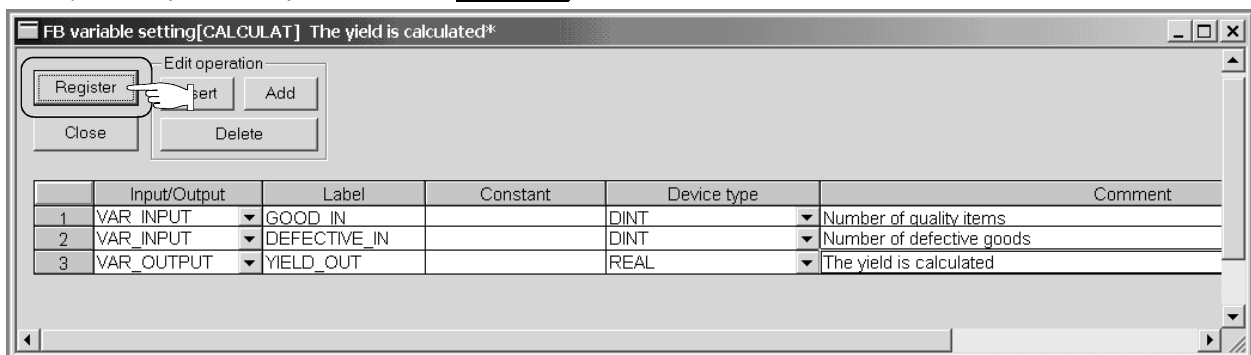 FB variable setting[CALCULAT] The yield is calculated*
Edit operation
Register sert Add
Close Delete
Input/Output Label Constant Device type Comment
1 VAR_INPUT GOOD_IN DINT Number of quality items
2 VAR_INPUT DEFECTIVE_IN DINT Number of defective goods
3 VAR_OUTPUT YIELD_OUT REAL The yield is calculated